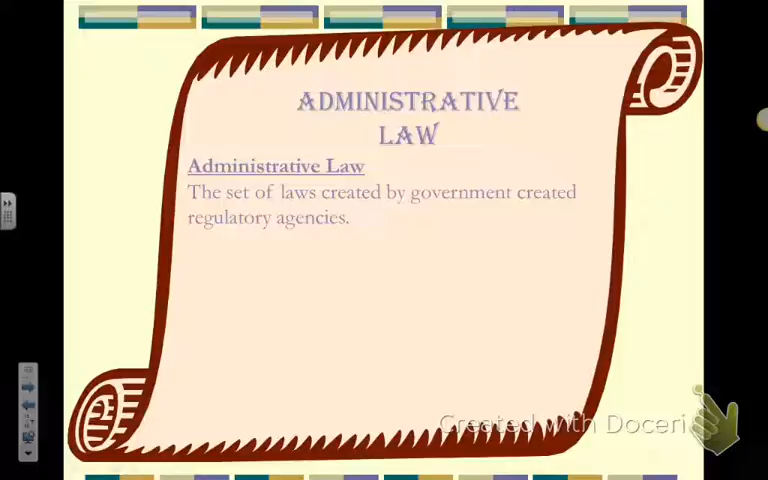 ADMINISTRATIVE
LAW
Administrative Law
The set of laws created by government created
regulatory agencies.
Created with Doceri